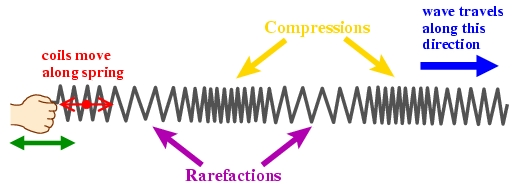 coils move
along spring
Compressions
wave travels
along this
direction
Rarefactions